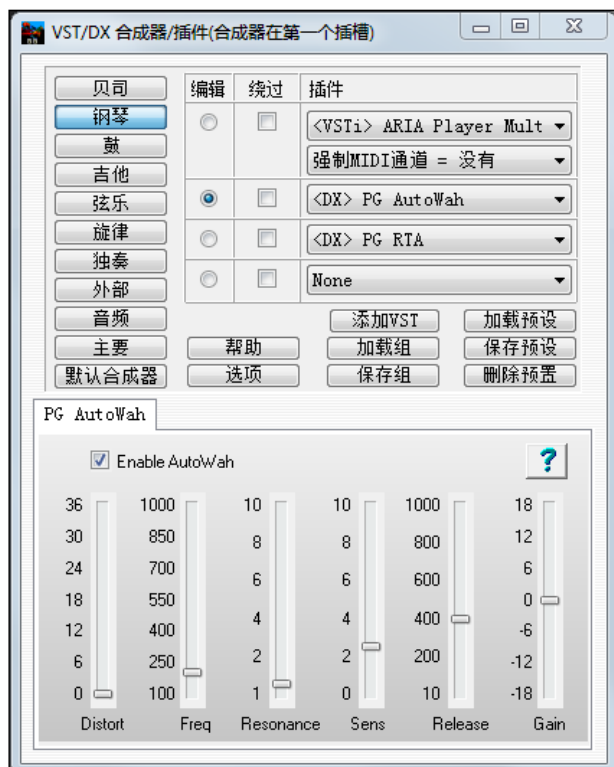 VST/DX 合成器/插件(合成器在第一个插槽)
贝司 编辑 绕过 插件
钢琴 <VSTi> ARIA Player Mult
鼓 强制MIDI通道 = 没有
吉他
弦乐 <DX> PG AutoWah
旋律 <DX> PG RTA
独奏
外部 None
音频 添加VST 加载预设
主要 帮助 加载组 保存预设
默认合成器 选项 保存组 删除预置
PG AutoWah
Enable AutoWah ?
36 1000 10 10 1000 18
30 850 8 8 800 12
24 700 6 6 600 6
18 550 4 4 400 0
12 400 2 2 200 -6
6 250 1 0 10 -12
0 100 -18
Distort Freq Resonance Sens Release Gain